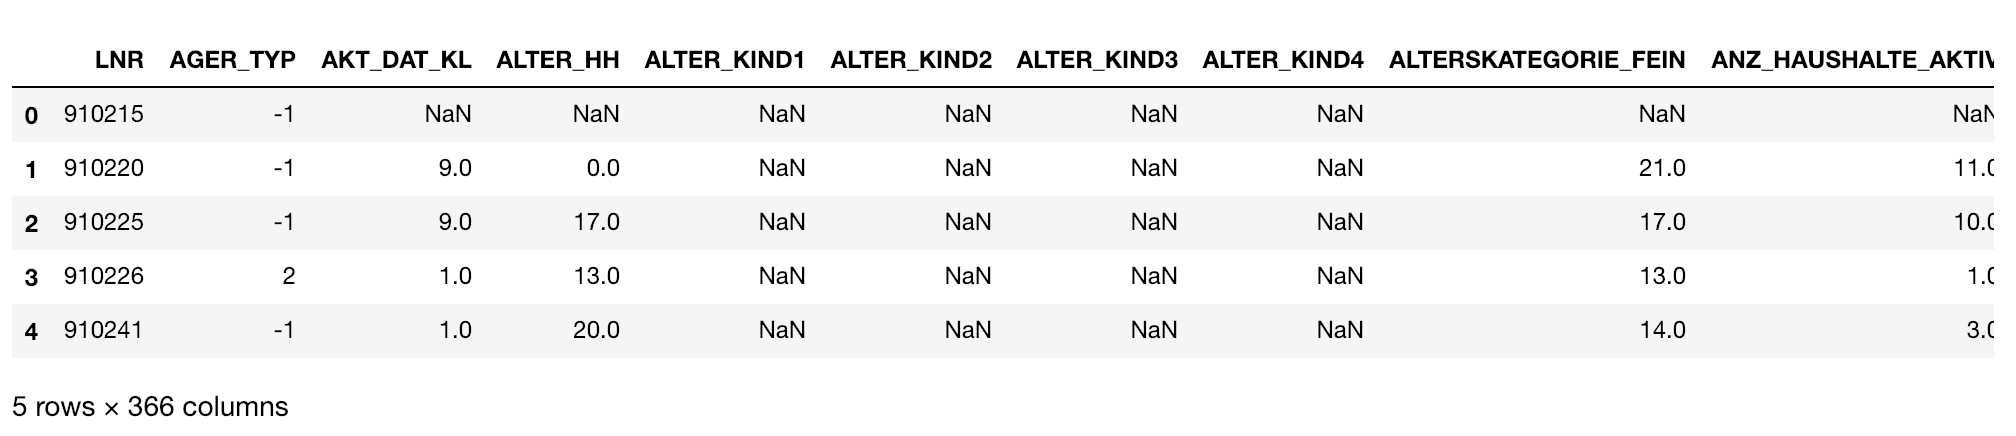 LNR AGER_TYP AKT_DAT_KL ALTER_HH ALTER_KIND1 ALTER_KIND2 ALTER_KIND3 ALTER_KIND4 ALTERSKATEGORIE_FEIN ANZ_HAUSHALTE_AKTIV
0 910215 -1 NaN NaN NaN NaN NaN NaN NaN NaN
1 910220 -1 9.0 0.0 NaN NaN NaN NaN 21.0 11.0
2 910225 -1 9.0 17.0 NaN NaN NaN NaN 17.0 10.0
3 910226 2 1.0 13.0 NaN NaN NaN NaN 13.0 1.0
4 910241 -1 1.0 20.0 NaN NaN NaN NaN 14.0 3.0
5 rows × 366 columns